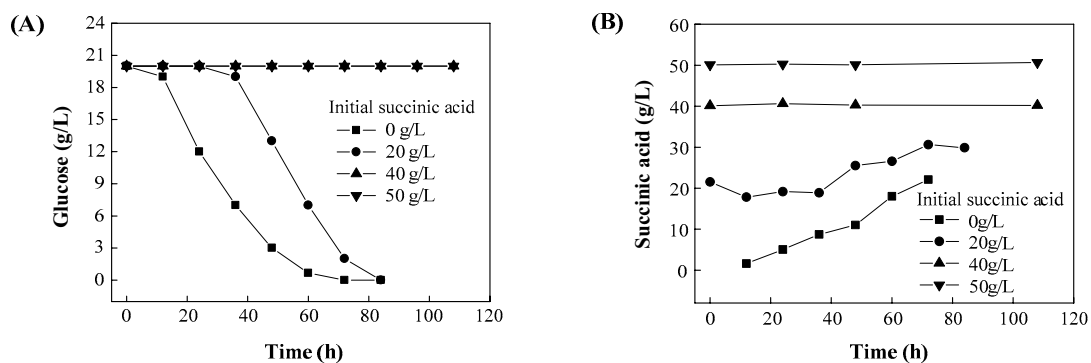 (A)
24
21
18
15
12
9
6
3
0
Glucose (g/L)
Initial succinic acid
0 g/L
20 g/L
40 g/L
50 g/L
0 20 40 60 80 100 120
Time (h)
(B)
60
50
40
30
20
10
0
Succinic acid (g/L)
Initial succinic acid
0g/L
20g/L
40g/L
50g/L
0 20 40 60 80 100 120
Time (h)